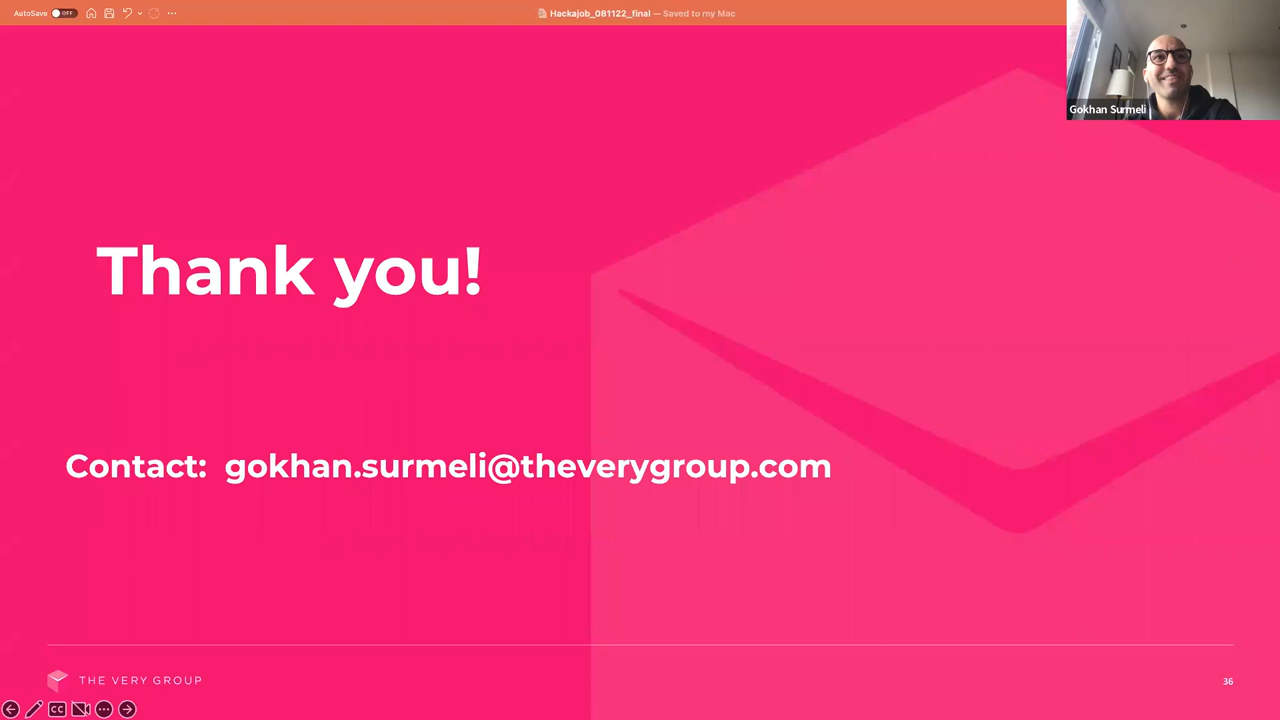 AutoSave OFF
Hackajob_081122_final — Saved to my Mac
Gokhan Surmeli
Thank you!
Contact: gokhan.surmeli@theverygroup.com
THE VERY GROUP
36
CC